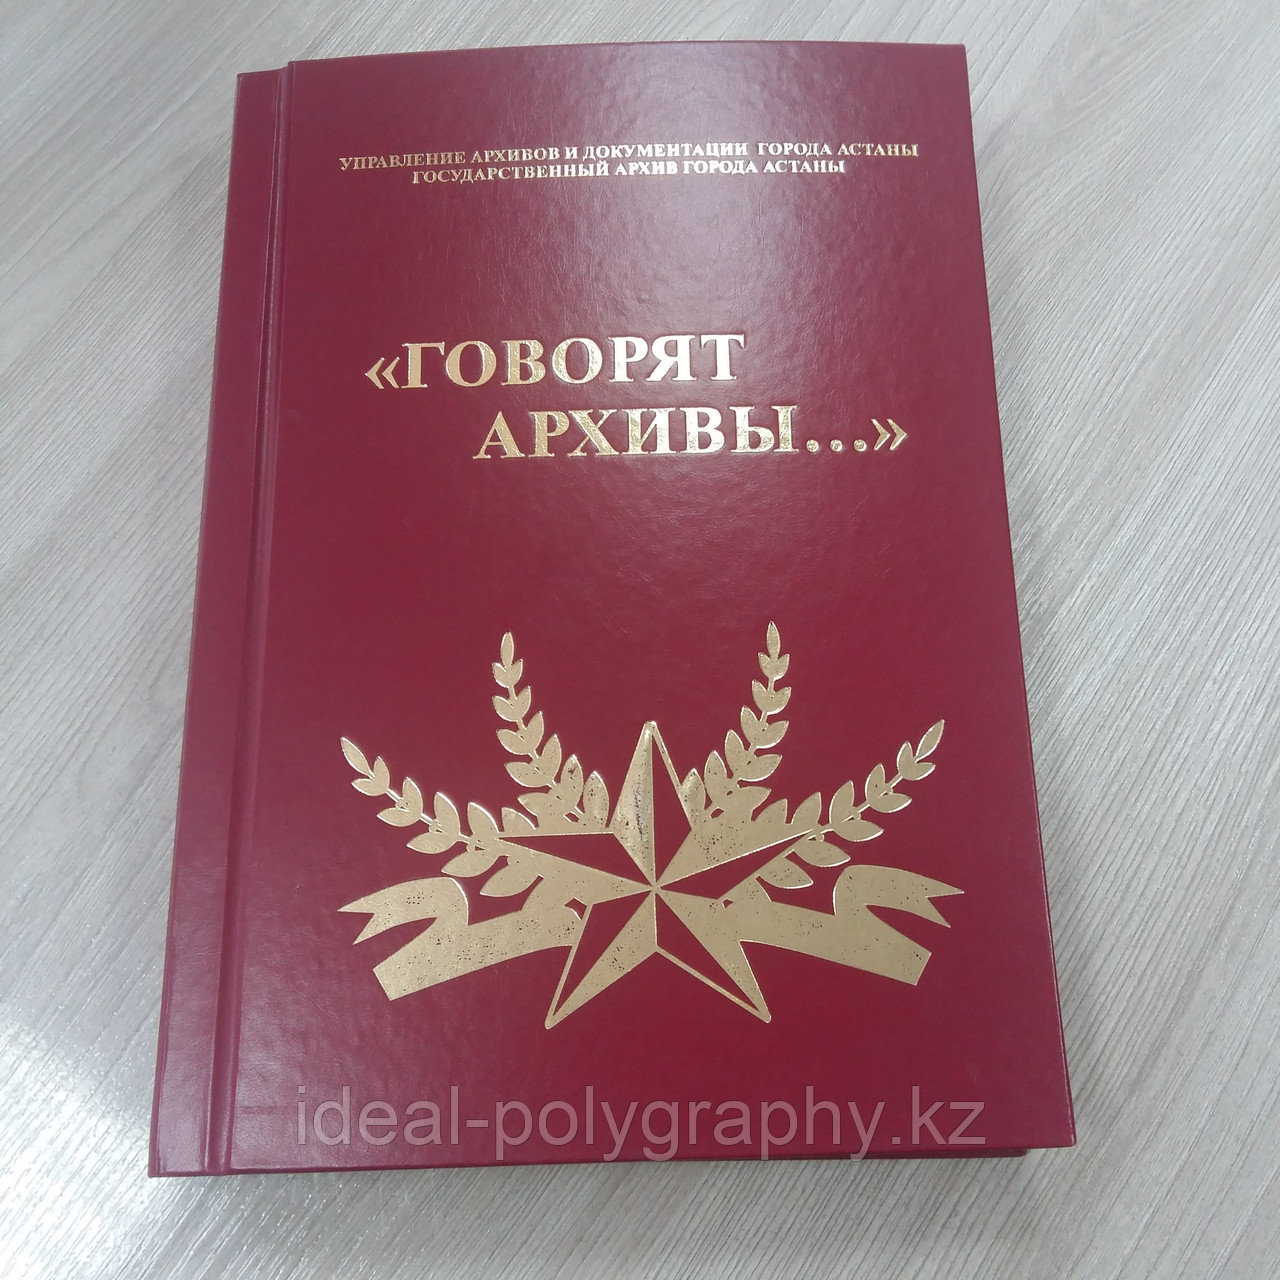 УПРАВЛЕНИЕ АРХИВОВ И ДОКУМЕНТАЦИИ ГОРОДА АСТАНЫ
ГОСУДАРСТВЕННЫЙ АРХИВ ГОРОДА АСТАНЫ
«ГОВОРЯТ
АРХИВЫ...»
ideal-polygraphy.kz